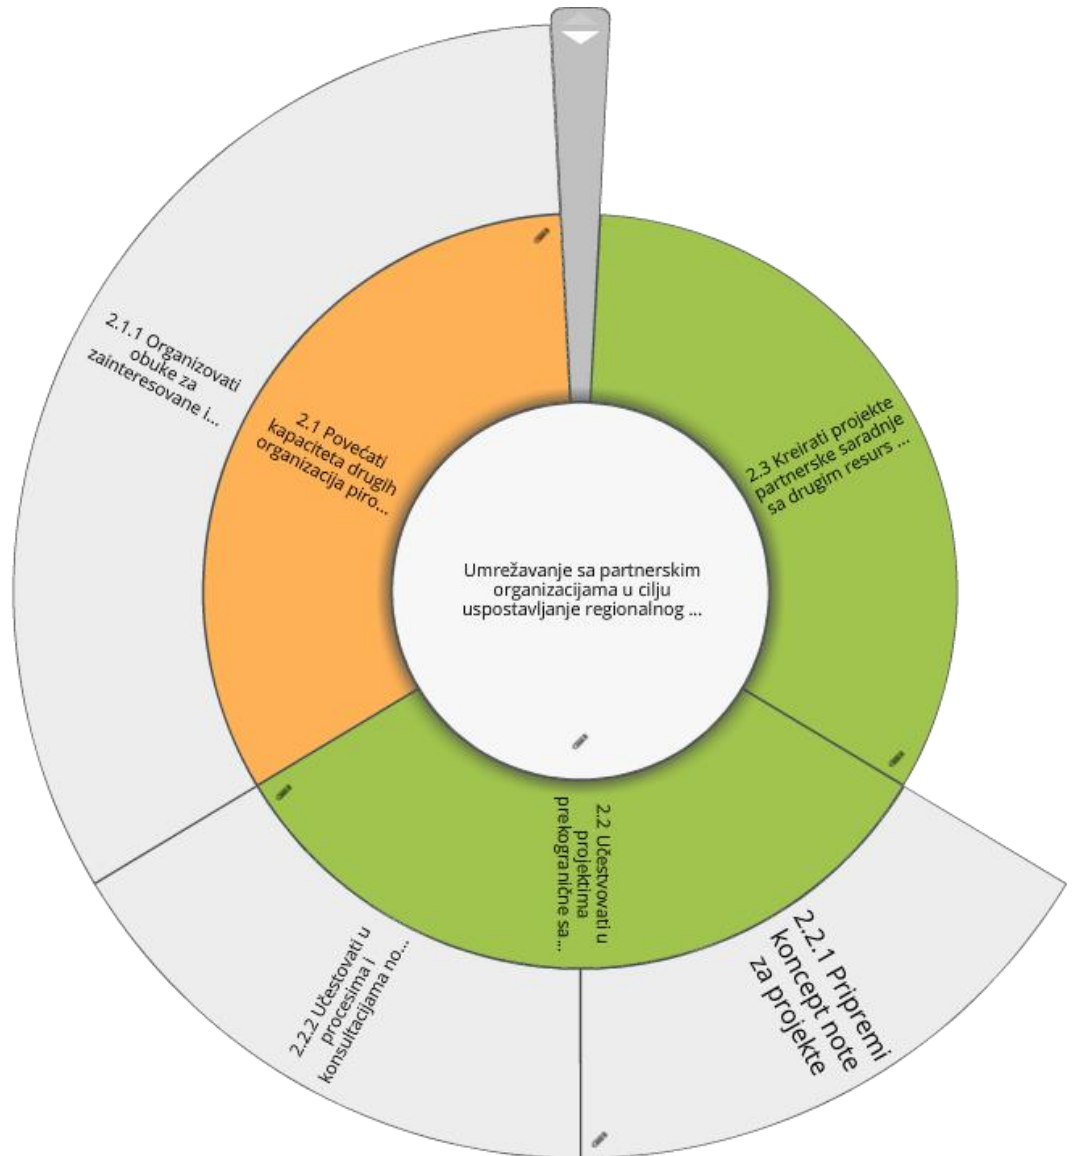 2.1.1 Organizovati
obuke za
zainteresovane i...
2.1 Povećati
kapaciteta drugih
organizacija piro...
2.3 Kreirati projekte
partnerske saradnje
sa drugim resurs ...
Umrežavanje sa partnerskim
organizacijama u cilju
uspostavljanje regionalnog ...
2.2 Učestvovati u
projektima
prekogranične sa...
2.2.2 Učestovati u
procesima i
konsultacijama no...
2.2.1 Pripremi
koncept note
za projekte